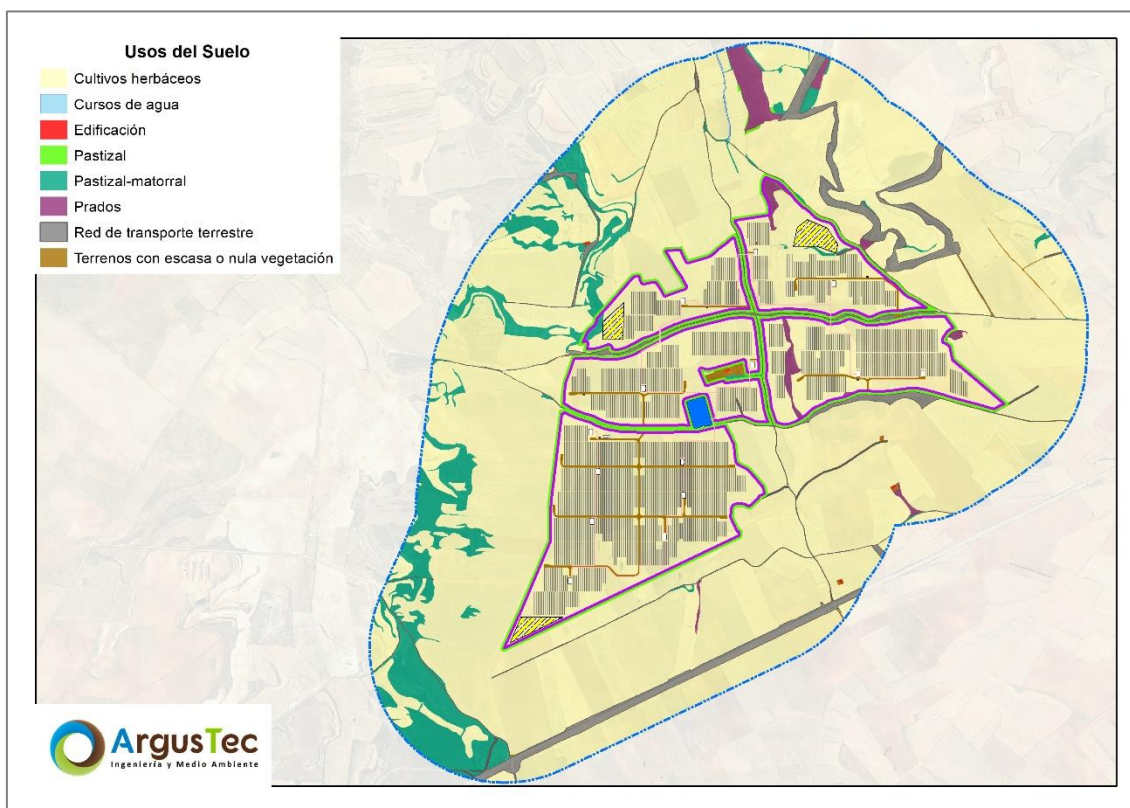 Usos del Suelo
Cultivos herbáceos
Cursos de agua
Edificación
Pastizal
Pastizal-matorral
Prados
Red de transporte terrestre
Terrenos con escasa o nula vegetación
ArgusTec
Ingeniería y Medio Ambiente